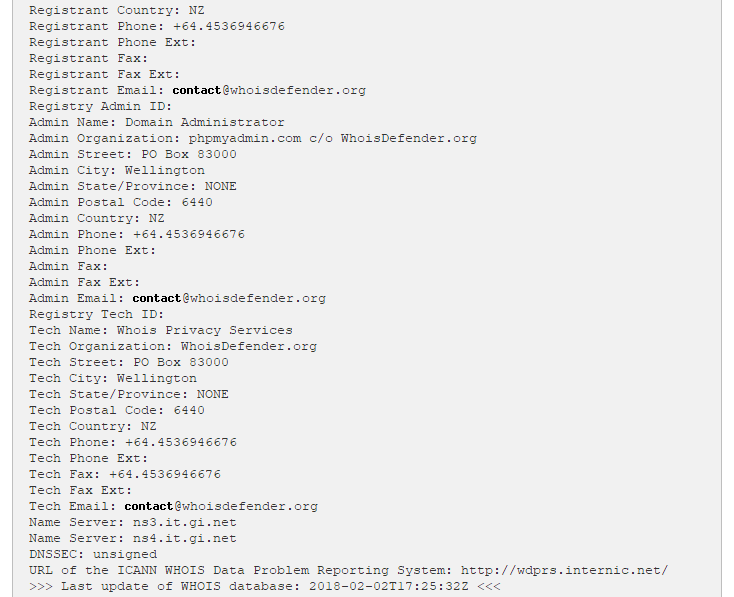 Registrant Country: NZ
Registrant Phone: +64.4536946676
Registrant Phone Ext:
Registrant Fax:
Registrant Fax Ext:
Registrant Email: contact@whoisdefender.org
Registry Admin ID:
Admin Name: Domain Administrator
Admin Organization: phpmyadmin.com c/o WhoisDefender.org
Admin Street: PO Box 83000
Admin City: Wellington
Admin State/Province: NONE
Admin Postal Code: 6440
Admin Country: NZ
Admin Phone: +64.4536946676
Admin Phone Ext:
Admin Fax:
Admin Fax Ext:
Admin Email: contact@whoisdefender.org
Registry Tech ID:
Tech Name: Whois Privacy Services
Tech Organization: WhoisDefender.org
Tech Street: PO Box 83000
Tech City: Wellington
Tech State/Province: NONE
Tech Postal Code: 6440
Tech Country: NZ
Tech Phone: +64.4536946676
Tech Phone Ext:
Tech Fax: +64.4536946676
Tech Fax Ext:
Tech Email: contact@whoisdefender.org
Name Server: ns3.it.gi.net
Name Server: ns4.it.gi.net
DNSSEC: unsigned
URL of the ICANN WHOIS Data Problem Reporting System: http://wdprs.internic.net/
>>> Last update of WHOIS database: 2018-02-02T17:25:32Z <<<